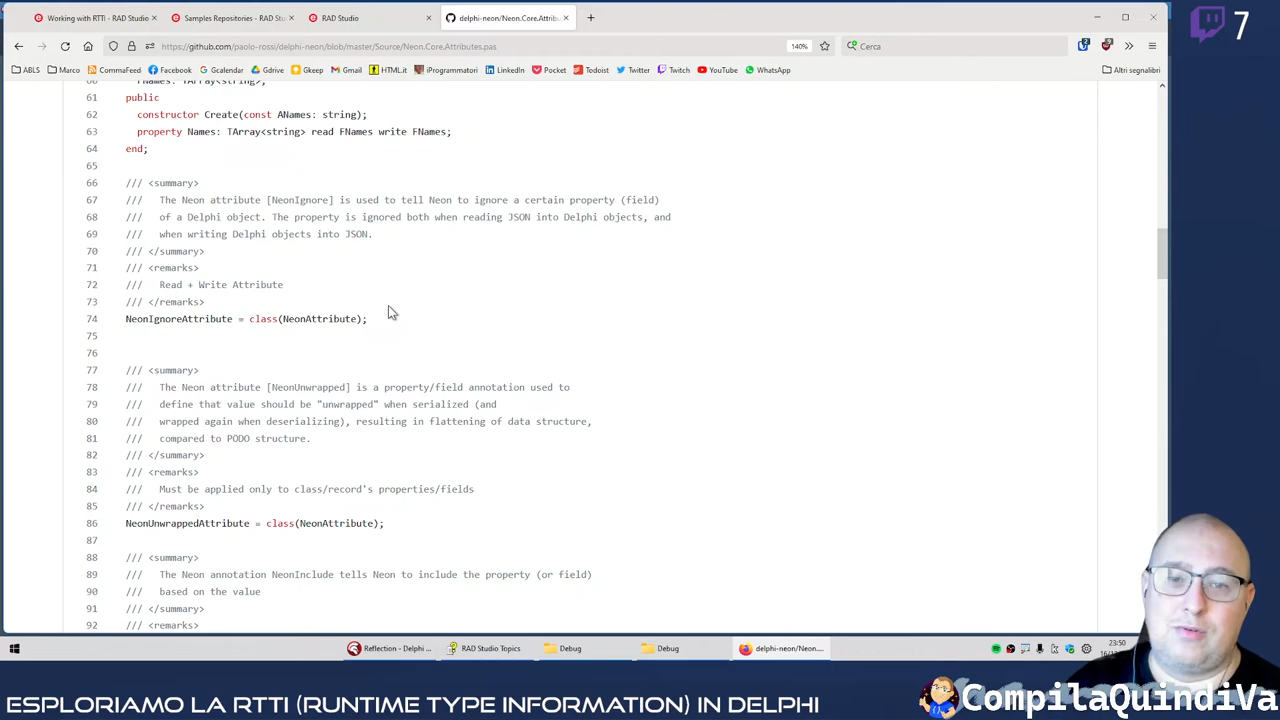 Working with RTTI - RAD Stu
Samples Repositories - RAD Stud
RAD Studio
delphi-neon/Neon.Core.Attribu
7
https://github.com/paolo-rossi/delphi-neon/blob/master/Source/Neon.Core.Attributes.pas
140%
Cerca
ABLS
Marco
CommaFeed
Facebook
Gcalendar
Gdrive
Gkeep
Gmail
HTML.it
iProgrammatori
LinkedIn
Pocket
Todoist
Twitter
Twitch
YouTube
WhatsApp
Altri segnalibri
FNames: TArray<string>;
61 public
62 constructor Create(const ANames: string);
63 property Names: TArray<string> read FNames write FNames;
64 end;
65
66 /// <summary>
67 /// The Neon attribute [NeonIgnore] is used to tell Neon to ignore a certain property (field)
68 /// of a Delphi object. The property is ignored both when reading JSON into Delphi objects, and
69 /// when writing Delphi objects into JSON.
70 /// </summary>
71 /// <remarks>
72 /// Read + Write Attribute
73 /// </remarks>
74 NeonIgnoreAttribute = class(NeonAttribute);
75
76
77 /// <summary>
78 /// The Neon attribute [NeonUnwrapped] is a property/field annotation used to
79 /// define that value should be "unwrapped" when serialized (and
80 /// wrapped again when deserializing), resulting in flattening of data structure,
81 /// compared to PODO structure.
82 /// </summary>
83 /// <remarks>
84 /// Must be applied only to class/record's properties/fields
85 /// </remarks>
86 NeonUnwrappedAttribute = class(NeonAttribute);
87
88 /// <summary>
89 /// The Neon annotation NeonInclude tells Neon to include the property (or field)
90 /// based on the value
91 /// </summary>
92 /// <remarks>
Reflection - Delphi ...
RAD Studio Topics
Debug
Debug
delphi-neon/Neon....
23:50
ESPLORIAMO LA RTTI (RUNTIME TYPE INFORMATION) IN DELPHI
CompilaQuindiVa